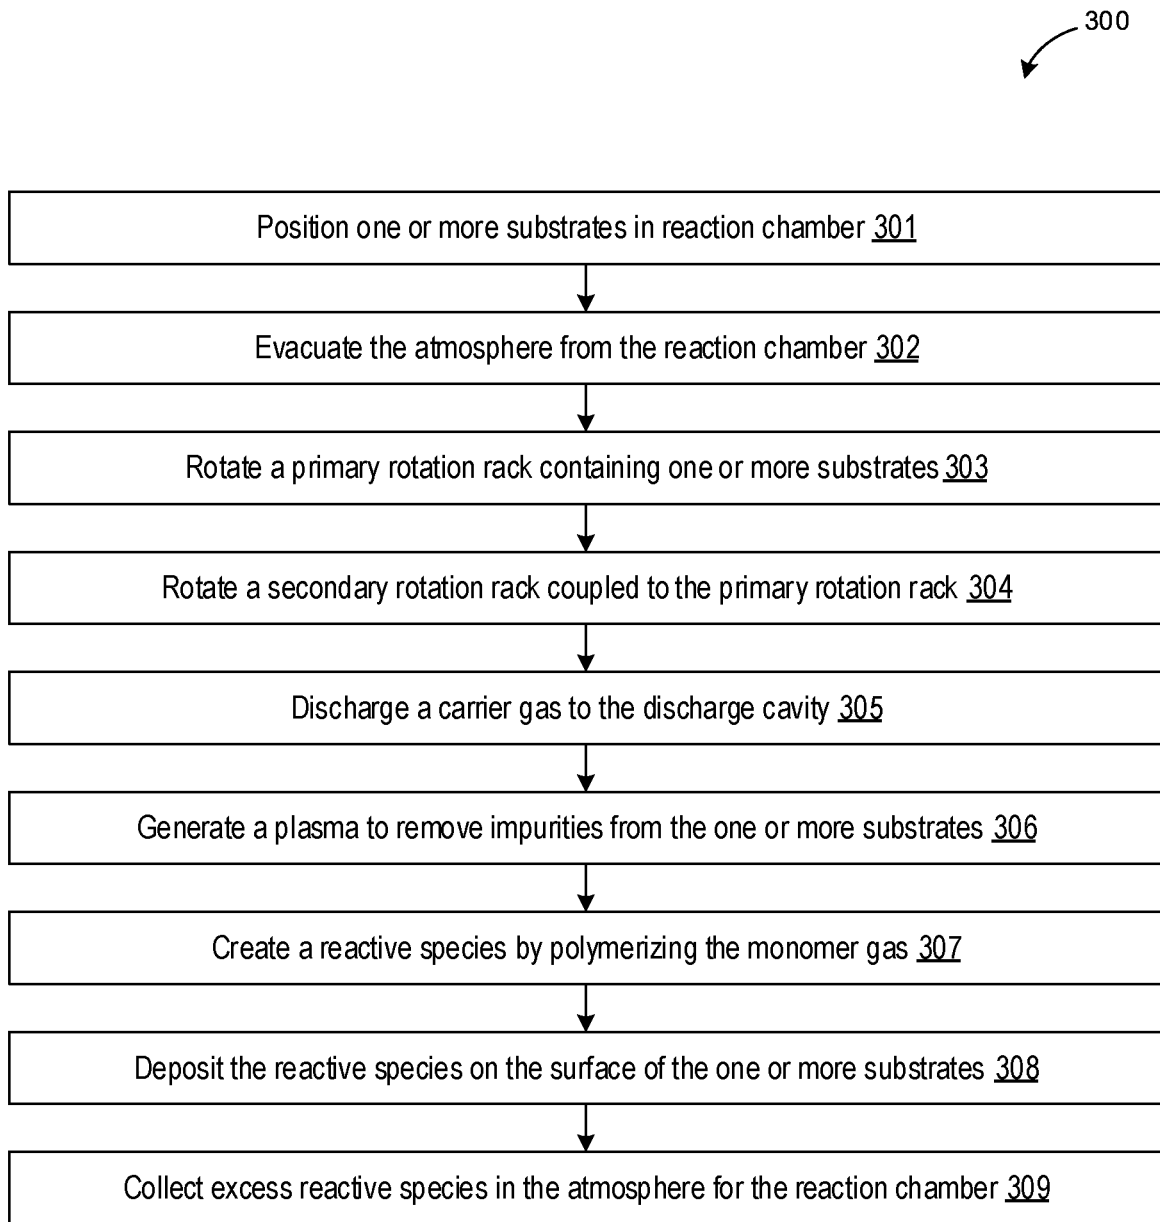 300
Position one or more substrates in reaction chamber 301
Evacuate the atmosphere from the reaction chamber 302
Rotate a primary rotation rack containing one or more substrates 303
Rotate a secondary rotation rack coupled to the primary rotation rack 304
Discharge a carrier gas to the discharge cavity 305
Generate a plasma to remove impurities from the one or more substrates 306
Create a reactive species by polymerizing the monomer gas 307
Deposit the reactive species on the surface of the one or more substrates 308
Collect excess reactive species in the atmosphere for the reaction chamber 309